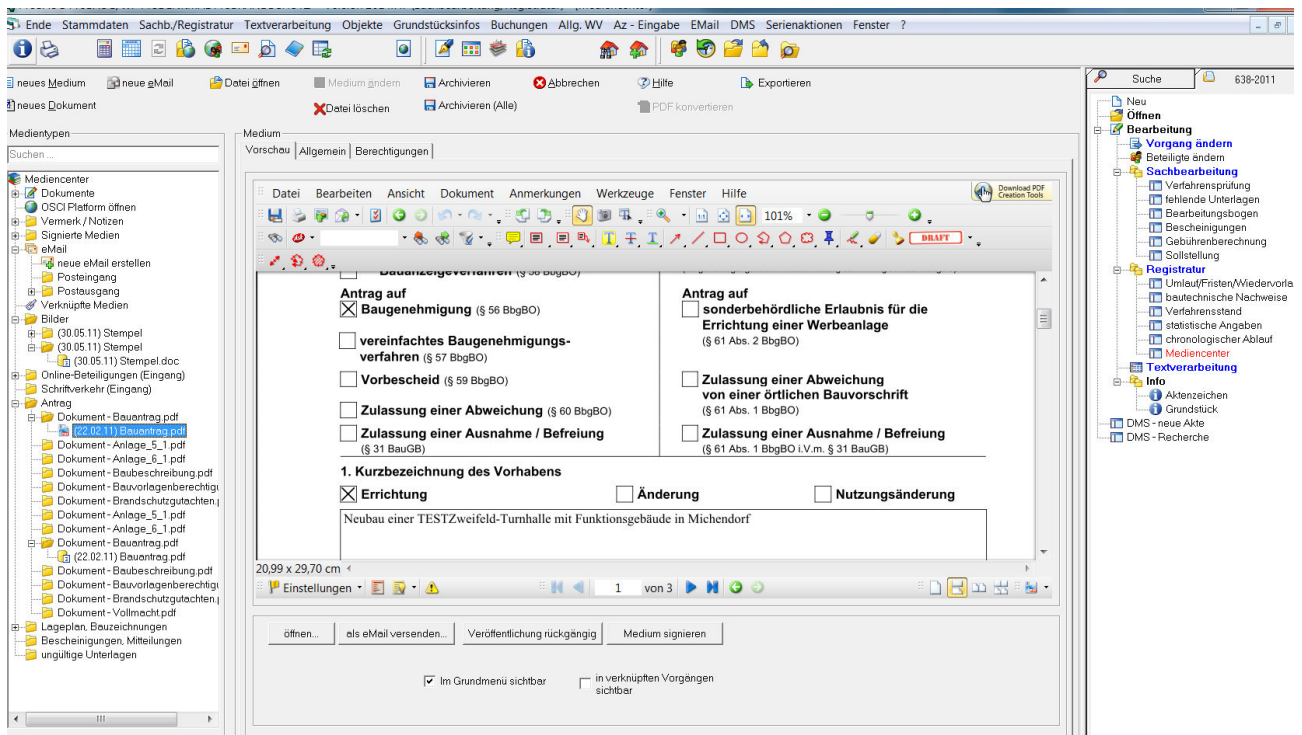 Ende Stammdaten Sachb./Registratur Textverarbeitung Objekte Grundstücksinfos Buchungen Allg. WV Az - Eingabe EMail DMS Serienaktionen Fenster ?
neues Medium neue eMail Datei öffnen Medium ändern Archivieren Abbrechen Hilfe Exportieren
neues Dokument Datei löschen Archivieren (Alle) PDF konvertieren
Medientypen
Suchen ...
Mediencenter
Dokumente
OSCI Platform öffnen
Vermerk / Notizen
Signierte Medien
eMail
neue eMail erstellen
Posteingang
Postausgang
Verknüpfte Medien
Bilder
(30.05.11) Stempel
(30.05.11) Stempel
(30.05.11) Stempel.doc
Online-Beteiligungen (Eingang)
Schriftverkehr (Eingang)
Antrag
Dokument - Bauantrag.pdf
(22.02.11) Bauantrag.pdf
Dokument - Anlage_5_1.pdf
Dokument - Anlage_6_1.pdf
Dokument - Baubeschreibung.pdf
Dokument - Bauvorlagenberechtigu
Dokument - Brandschutzgutachten.p
Dokument - Anlage_5_1.pdf
Dokument - Anlage_6_1.pdf
Dokument - Bauantrag.pdf
(22.02.11) Bauantrag.pdf
Dokument - Baubeschreibung.pdf
Dokument - Bauvorlagenberechtigu
Dokument - Brandschutzgutachten.p
Dokument - Vollmacht.pdf
Lageplan, Bauzeichnungen
Bescheinigungen, Mitteilungen
ungültige Unterlagen
Medium
Vorschau Allgemein Berechtigungen
Datei Bearbeiten Ansicht Dokument Anmerkungen Werkzeuge Fenster Hilfe
Download PDF
Creation Tools
101%
DRAFT
Bauanzeigeverfahren (§ 58 BbgBO)
Antrag auf
Baugenehmigung (§ 56 BbgBO)
vereinfachtes Baugenehmigungs-
verfahren (§ 57 BbgBO)
Vorbescheid (§ 59 BbgBO)
Zulassung einer Abweichung (§ 60 BbgBO)
Zulassung einer Ausnahme / Befreiung
(§ 31 BauGB)
Antrag auf
sonderbehördliche Erlaubnis für die
Errichtung einer Werbeanlage
(§ 61 Abs. 2 BbgBO)
Zulassung einer Abweichung
von einer örtlichen Bauvorschrift
(§ 61 Abs. 1 BbgBO)
Zulassung einer Ausnahme / Befreiung
(§ 61 Abs. 1 BbgBO i.V.m. § 31 BauGB)
1. Kurzbezeichnung des Vorhabens
Errichtung Änderung Nutzungsänderung
Neubau einer TESTZweifeld-Turnhalle mit Funktionsgebäude in Michendorf
20,99 x 29,70 cm
Einstellungen 1 von 3
öffnen... als eMail versenden... Veröffentlichung rückgängig Medium signieren
Im Grundmenü sichtbar
in verknüpften Vorgängen
sichtbar
Suche 638-2011
Neu
Öffnen
Bearbeitung
Vorgang ändern
Beteiligte ändern
Sachbearbeitung
Verfahrensprüfung
fehlende Unterlagen
Bearbeitungsbogen
Bescheinigungen
Gebührenberechnung
Sollstellung
Registratur
Umlauf/Fristen/Wiedervorla
bautechnische Nachweise
Verfahrensstand
statistische Angaben
chronologischer Ablauf
Mediencenter
Textverarbeitung
Info
Aktenzeichen
Grundstück
DMS - neue Akte
DMS - Recherche